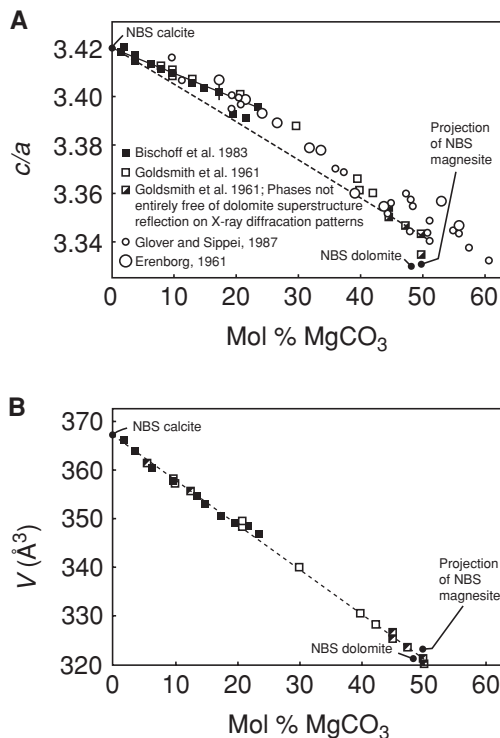 A
NBS calcite
3.42
3.40
3.38
3.36
3.34
c/a
Projection
of NBS
magnesite
Bischoff et al. 1983
Goldsmith et al. 1961
Goldsmith et al. 1961; Phases not
entirely free of dolomite superstructure
reflection on X-ray diffracation patterns
Glover and Sippei, 1987
Erenborg, 1961
NBS dolomite
0 10 20 30 40 50 60
Mol % MgCO3
B
NBS calcite
370
360
350
340
330
320
V (Å3)
Projection
of NBS
magnesite
NBS dolomite
0 10 20 30 40 50 60
Mol % MgCO3